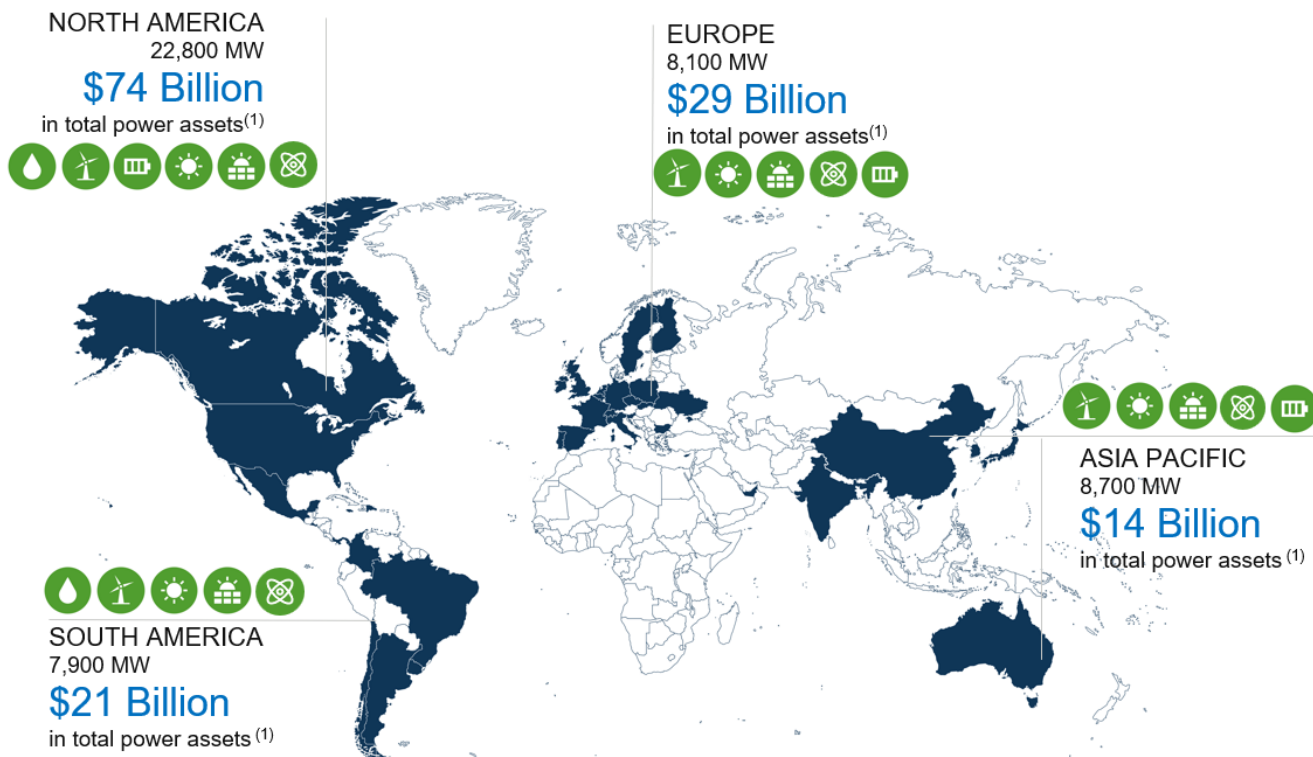 NORTH AMERICA
22,800 MW
$74 Billion
in total power assets(1)
EUROPE
8,100 MW
$29 Billion
in total power assets(1)
ASIA PACIFIC
8,700 MW
$14 Billion
in total power assets (1)
SOUTH AMERICA
7,900 MW
$21 Billion
in total power assets (1)